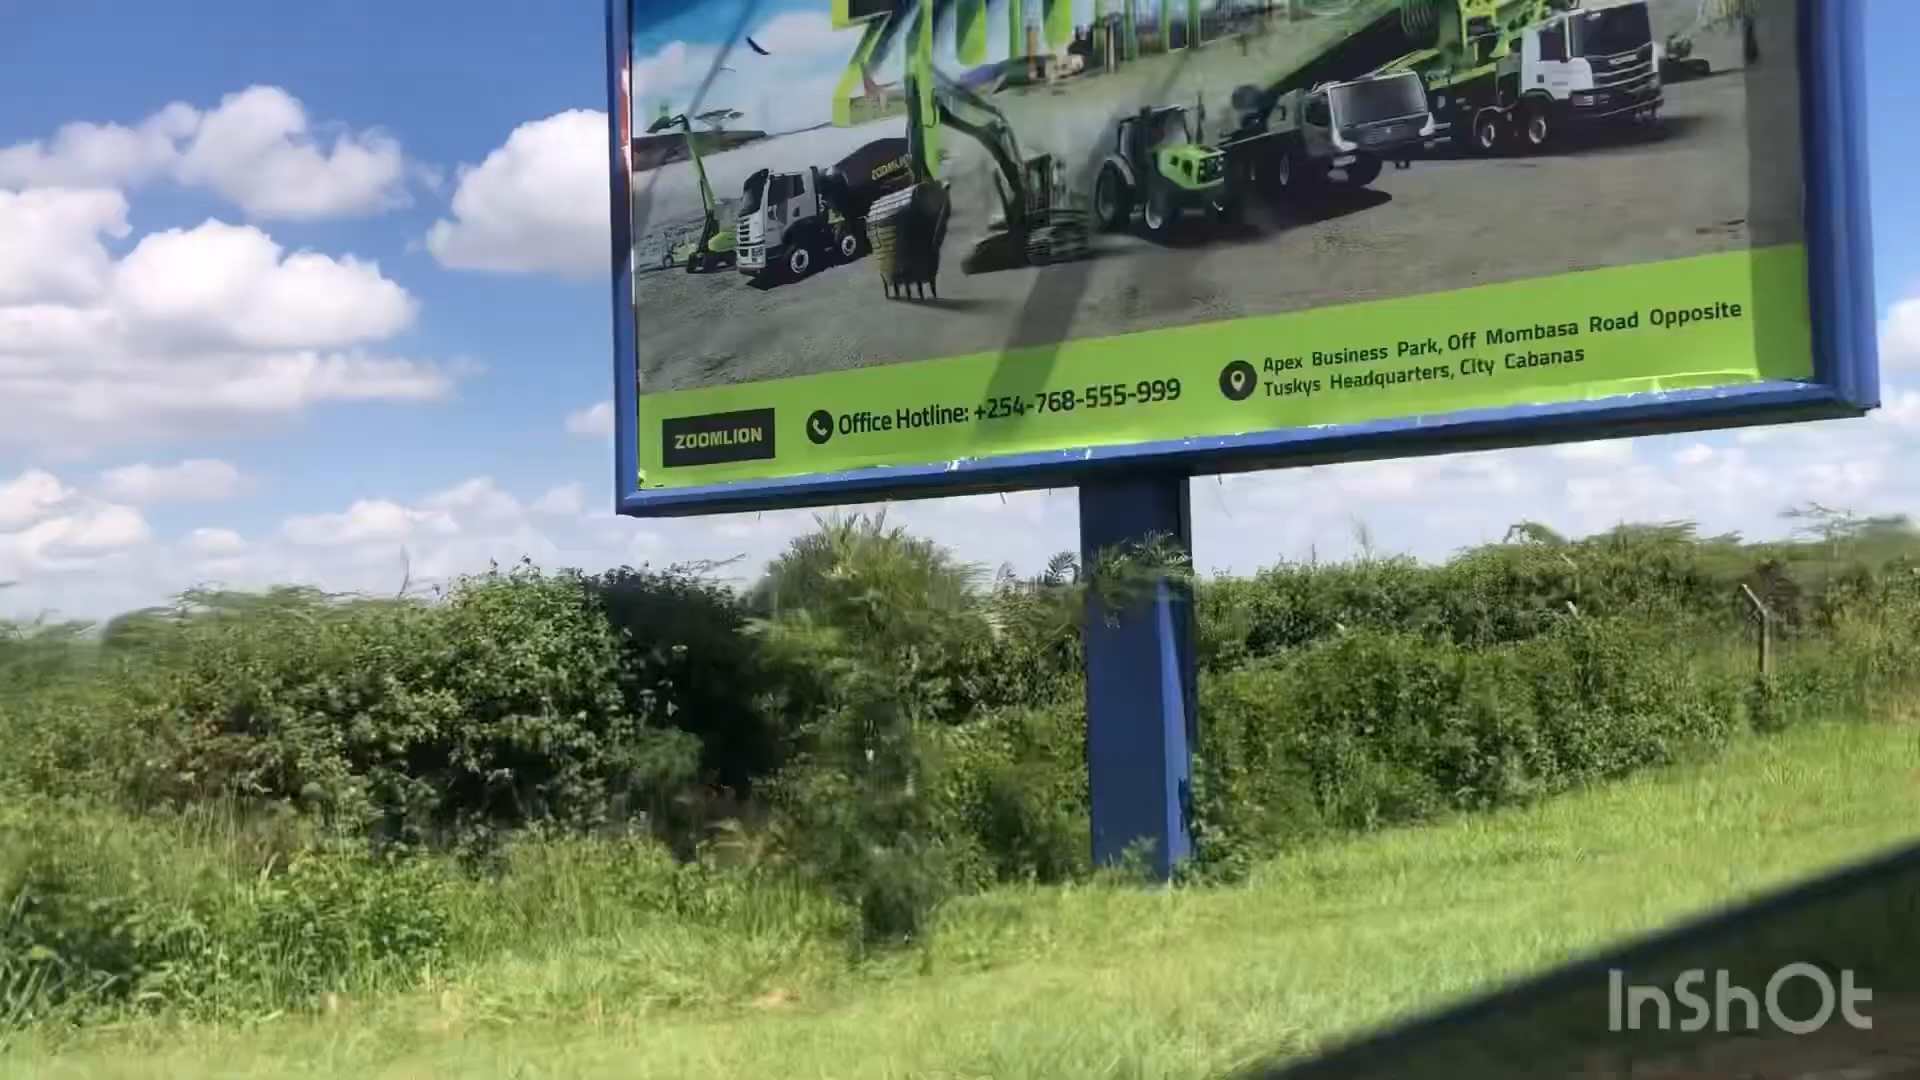 ZOOMLION
ZOOMLION
Office Hotline: +254-768-555-999
Apex Business Park, Off Mombasa Road Opposite
Tuskys Headquarters, City Cabanas
InShOt